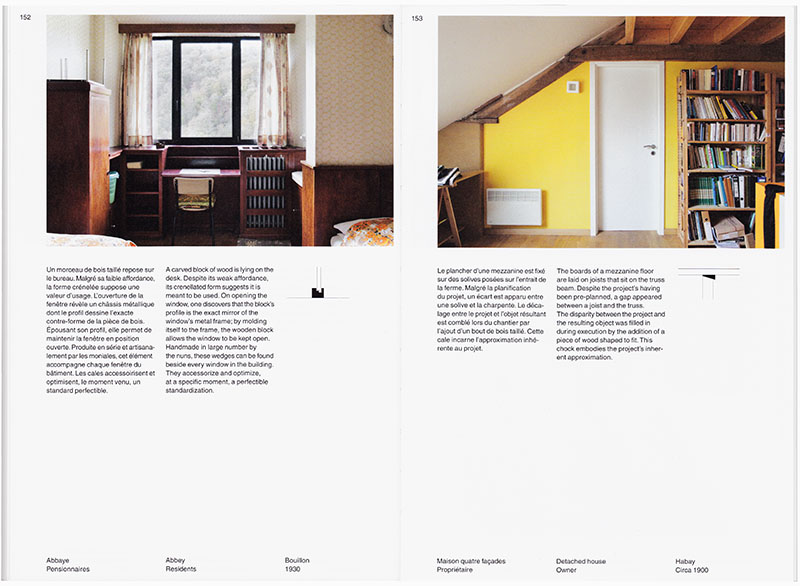 152
Un morceau de bois taillé repose sur
le bureau. Malgré sa faible affordance,
la forme crénelée suppose une
valeur d'usage. L'ouverture de la
fenêtre révèle un châssis métallique
dont le profil dessine l'exacte
contre-forme de la pièce de bois.
Épousant son profil, elle permet de
maintenir la fenêtre en position
ouverte. Produite en série et artisana-
lement par les moniales, cet élément
accompagne chaque fenêtre du
bâtiment. Les cales accessoirisent et
optimisent, le moment venu, un
standard perfectible.
A carved block of wood is lying on the
desk. Despite its weak affordance,
its crenellated form suggests it is
meant to be used. On opening the
window, one discovers that the block's
profile is the exact mirror of the
window's metal frame; by molding
itself to the frame, the wooden block
allows the window to be kept open.
Handmade in large number by
the nuns, these wedges can be found
beside every window in the building.
They accessorize and optimize,
at a specific moment, a perfectible
standardization.
Abbaye
Pensionnaires
Abbey
Residents
Bouillon
1930
153
Le plancher d'une mezzanine est fixé
sur des solives posées sur l'entrait de
la ferme. Malgré la planification
du projet, un écart est apparu entre
une solive et la charpente. Le déca-
lage entre le projet et l'objet résultant
est comblé lors du chantier par
l'ajout d'un bout de bois taillé. Cette
cale incarne l'approximation inhé-
rente au projet.
The boards of a mezzanine floor
are laid on joists that sit on the truss
beam. Despite the project's having
been pre-planned, a gap appeared
between a joist and the truss.
The disparity between the project and
the resulting object was filled in
during execution by the addition of a
piece of wood shaped to fit. This
chock embodies the project's inher-
ent approximation.
Maison quatre façades
Propriétaire
Detached house
Owner
Habay
Circa 1900